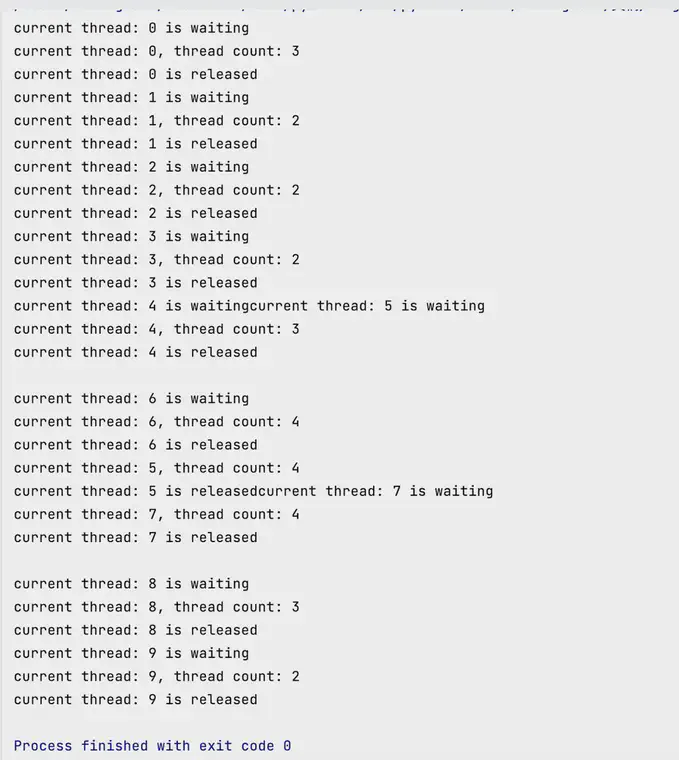 current thread: 0 is waiting
current thread: 0, thread count: 3
current thread: 0 is released
current thread: 1 is waiting
current thread: 1, thread count: 2
current thread: 1 is released
current thread: 2 is waiting
current thread: 2, thread count: 2
current thread: 2 is released
current thread: 3 is waiting
current thread: 3, thread count: 2
current thread: 3 is released
current thread: 4 is waitingcurrent thread: 5 is waiting
current thread: 4, thread count: 3
current thread: 4 is released
current thread: 6 is waiting
current thread: 6, thread count: 4
current thread: 6 is released
current thread: 5, thread count: 4
current thread: 5 is releasedcurrent thread: 7 is waiting
current thread: 7, thread count: 4
current thread: 7 is released
current thread: 8 is waiting
current thread: 8, thread count: 3
current thread: 8 is released
current thread: 9 is waiting
current thread: 9, thread count: 2
current thread: 9 is released
Process finished with exit code 0